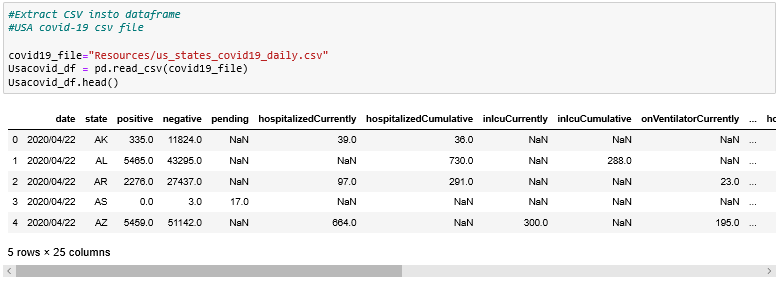 #Extract CSV insto dataframe
#USA covid-19 csv file
covid19_file="Resources/us_states_covid19_daily.csv"
Usacovid_df = pd.read_csv(covid19_file)
Usacovid_df.head()
date state positive negative pending hospitalizedCurrently hospitalizedCumulative inIcuCurrently inIcuCumulative onVentilatorCurrently ... ho
0 2020/04/22 AK 335.0 11824.0 NaN 39.0 36.0 NaN NaN NaN ...
1 2020/04/22 AL 5465.0 43295.0 NaN NaN 730.0 NaN 288.0 NaN ...
2 2020/04/22 AR 2276.0 27437.0 NaN 97.0 291.0 NaN NaN 23.0 ...
3 2020/04/22 AS 0.0 3.0 17.0 NaN NaN NaN NaN NaN ...
4 2020/04/22 AZ 5459.0 51142.0 NaN 664.0 NaN 300.0 NaN 195.0 ...
5 rows × 25 columns